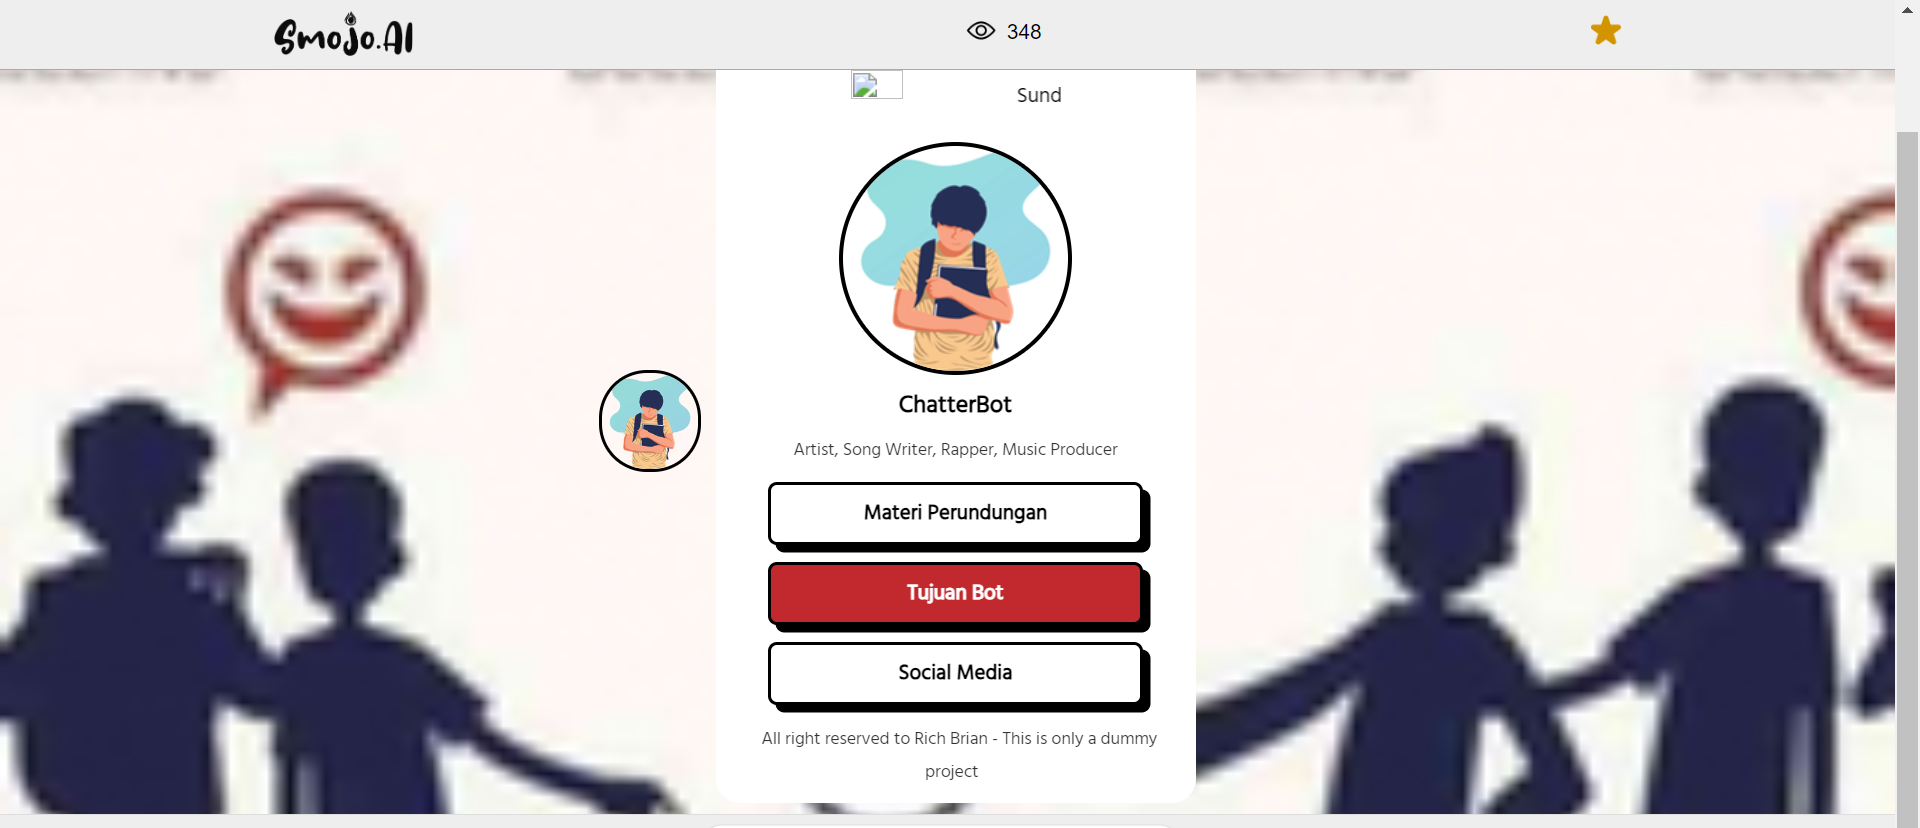 Smojo.AI
348
Sund
ChatterBot
Artist, Song Writer, Rapper, Music Producer
Materi Perundungan
Tujuan Bot
Social Media
All right reserved to Rich Brian - This is only a dummy
project